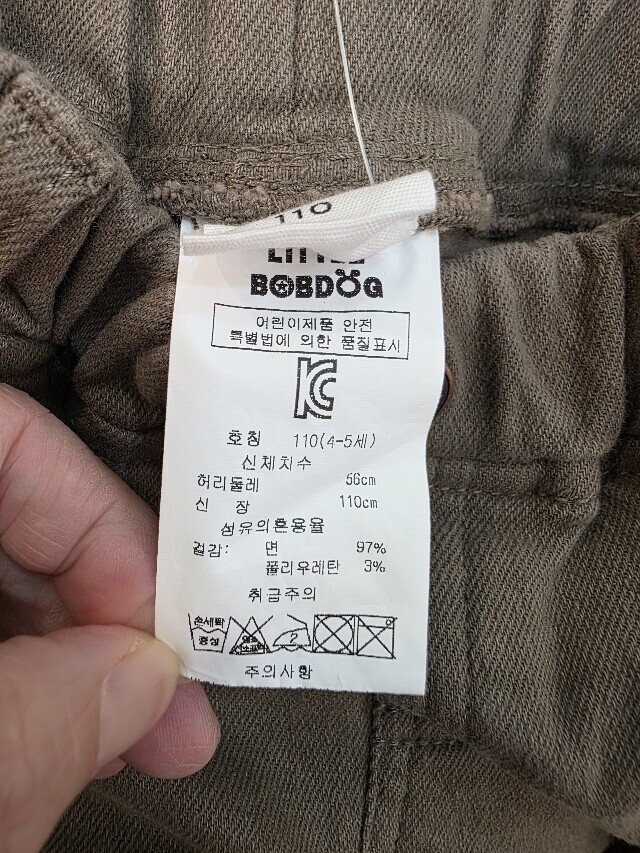 110
LITTLE
BOBDOG
어린이제품 안전
특별법에 의한 품질표시
KC
호칭 110(4-5세)
신체치수
허리둘레 56cm
신 장 110cm
섬유의혼용율
겉감: 면 97%
폴리우레탄 3%
취급주의
손세탁
중성
주의사항